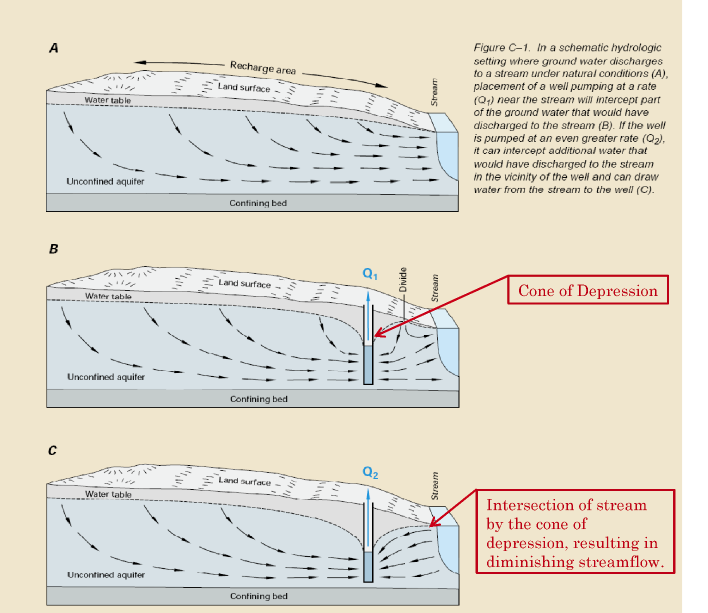 A
Recharge area
Land surface
Water table
Stream
Unconfined aquifer
Confining bed
Figure C–1. In a schematic hydrologic
setting where ground water discharges
to a stream under natural conditions (A),
placement of a well pumping at a rate
(Q1) near the stream will intercept part
of the ground water that would have
discharged to the stream (B). If the well
is pumped at an even greater rate (Q2),
it can intercept additional water that
would have discharged to the stream
in the vicinity of the well and can draw
water from the stream to the well (C).
B
Q1
Divide
Stream
Land surface
Water table
Unconfined aquifer
Confining bed
Cone of Depression
C
Q2
Stream
Land surface
Water table
Unconfined aquifer
Confining bed
Intersection of stream
by the cone of
depression, resulting in
diminishing streamflow.